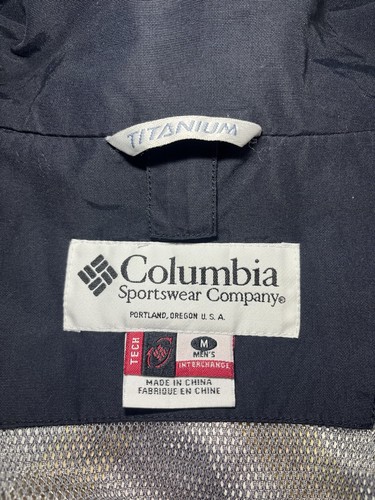 TITANIUM
Columbia
Sportswear Company®
PORTLAND, OREGON U.S.A.
TECH
M
MEN'S
INTERCHANGE
MADE IN CHINA
FABRIQUE EN CHINE